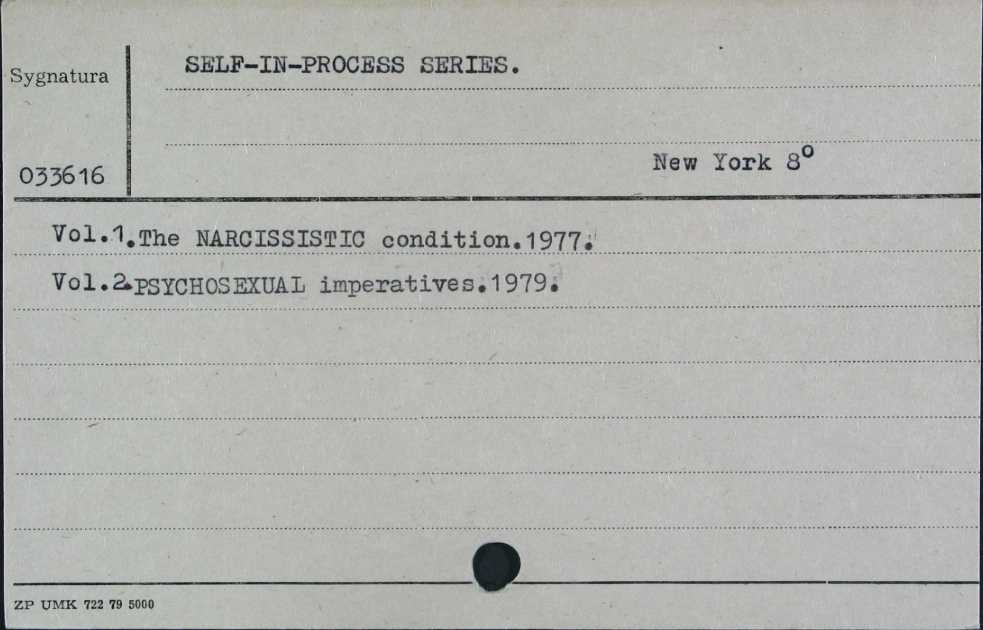 SELF-IN-PROCESS SERIES.
Sygnatura
033616
New York 8º
Vol.1.The NARCISSISTIC condition.1977.
Vol.2.PSYCHOSEXUAL imperatives.1979.
ZP UMK 722 79 5000